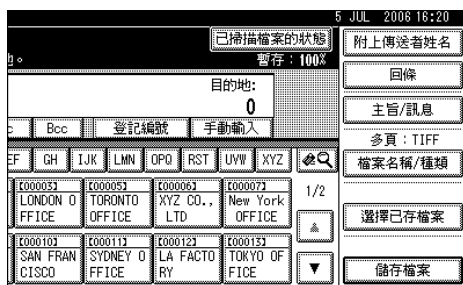 5 JUL 2006 16:20
已掃描檔案的狀態
附上傳送者姓名
地。
暫存：100%
回條
目的地:
0
主旨/訊息
Bcc
登記編號
手動輸入
多頁：TIFF
EF GH IJK LMN OPQ RST UVW XYZ
檔案名稱/種類
[00003] [00005] [00006] [00007]
LONDON O TORONTO XYZ CO., New York
FFICE OFFICE LTD OFFICE
1/2
選擇已存檔案
[00010] [00011] [00012] [00013]
SAN FRAN SYDNEY O LA FACTO TOKYO OF
CISCO FFICE RY FICE
儲存檔案